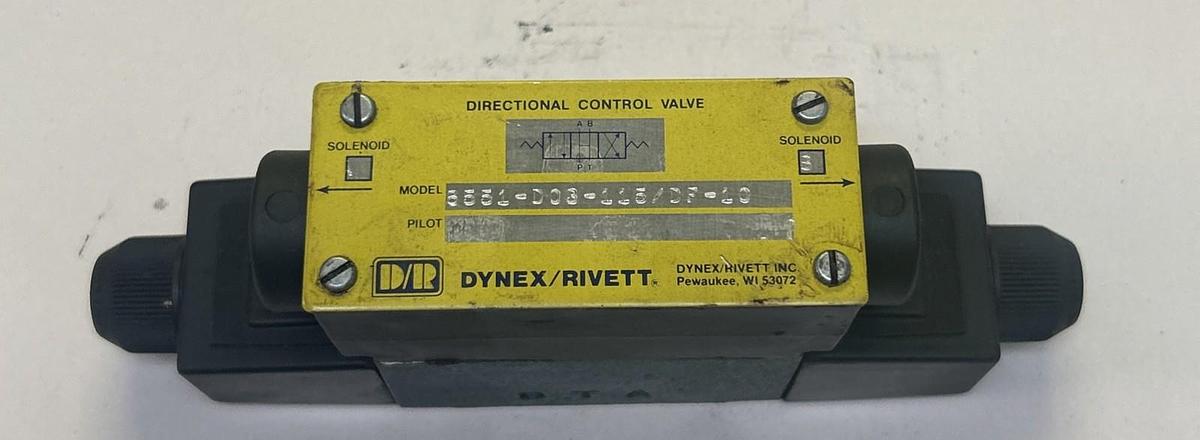 DIRECTIONAL CONTROL VALVE
A B
P T
SOLENOID
SOLENOID
B
MODEL
PILOT
D/R DYNEX/RIVETT®
DYNEX/RIVETT INC
Pewaukee, WI 53072